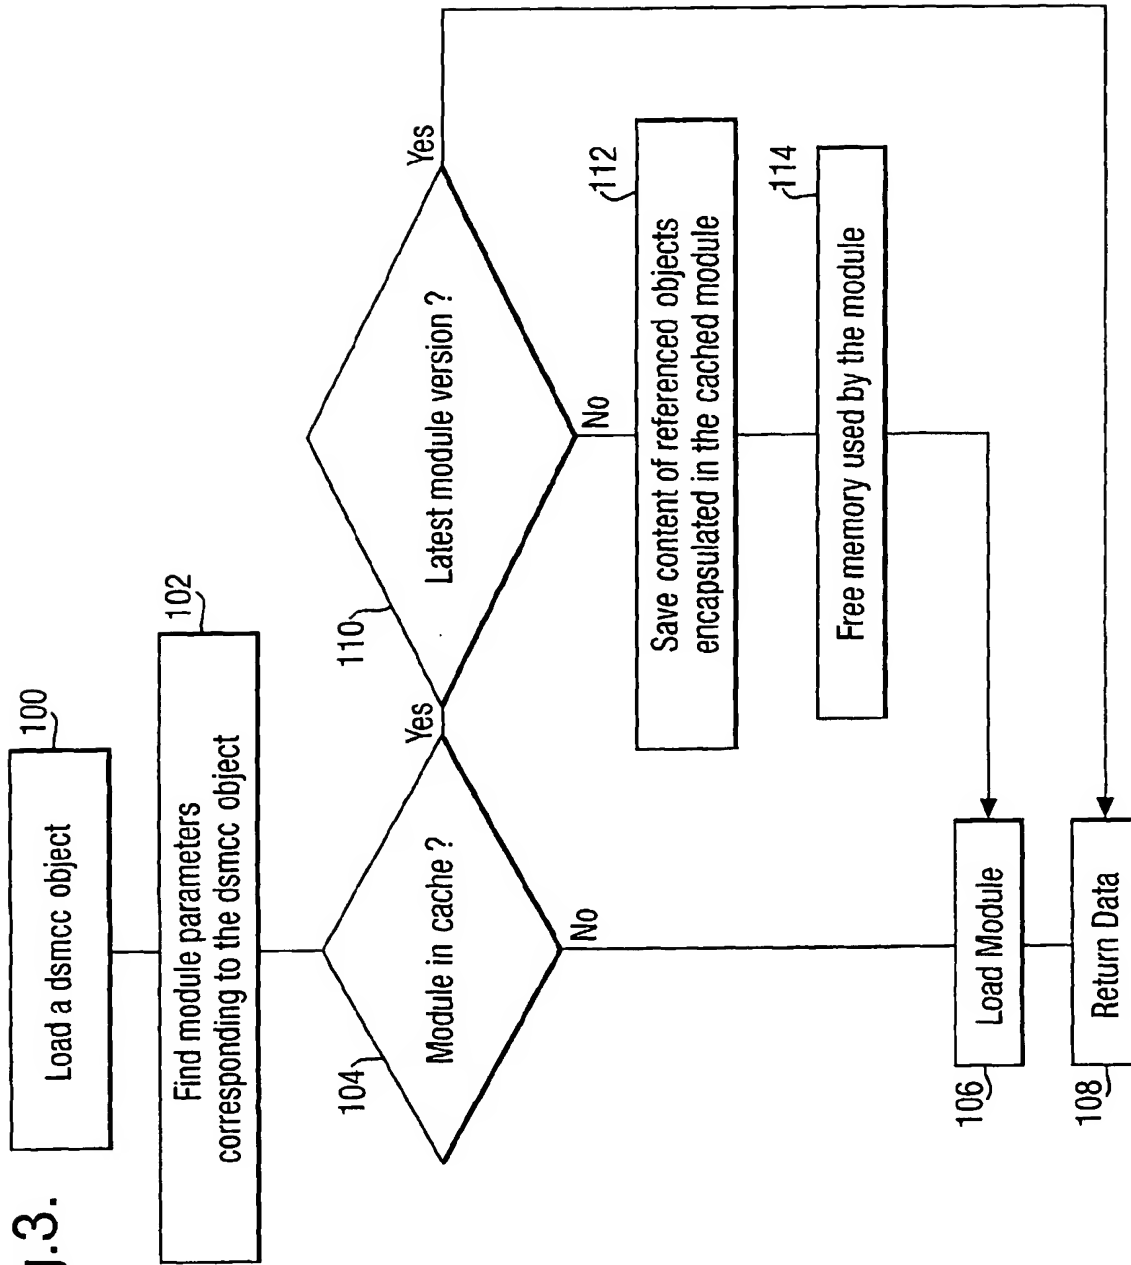 g.3.
100
Load a dsmcc object
102
Find module parameters
corresponding to the dsmcc object
104
Module in cache ?
Yes
No
110
Latest module version ?
Yes
No
112
Save content of referenced objects
encapsulated in the cached module
114
Free memory used by the module
106
Load Module
108
Return Data